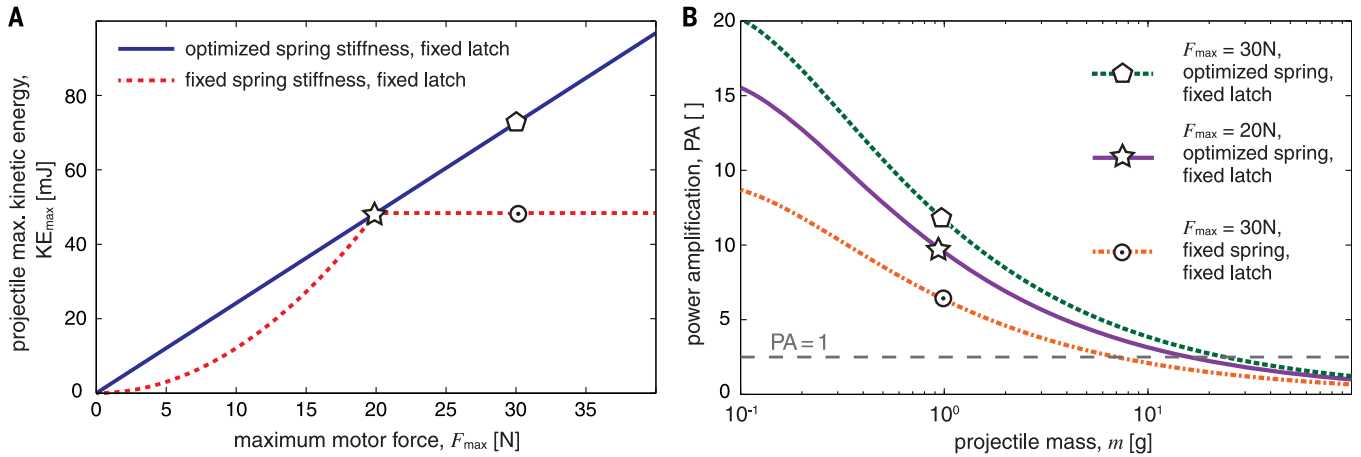 A
projectile max. kinetic energy,
KEmax [mJ]
80
60
40
20
0
optimized spring stiffness, fixed latch
fixed spring stiffness, fixed latch
0 5 10 15 20 25 30 35
maximum motor force, Fmax [N]
B
power amplification, PA [ ]
20
15
10
10
5
0
PA = 1
Fmax = 30N,
optimized spring,
fixed latch
Fmax = 20N,
optimized spring,
fixed latch
Fmax = 30N,
fixed spring,
fixed latch
10-1 100 101
projectile mass, m [g]